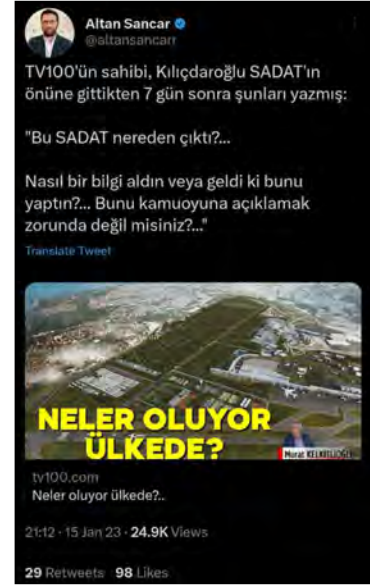 Altan Sancar
@altansancarr
TV100'ün sahibi, Kılıçdaroğlu SADAT'ın
önüne gittikten 7 gün sonra şunları yazmış:
"Bu SADAT nereden çıktı?...
Nasıl bir bilgi aldın veya geldi ki bunu
yaptın?... Bunu kamuoyuna açıklamak
zorunda değil misiniz?..."
Translate Tweet
NELER OLUYOR
ÜLKEDE?
Murat
tv100.com
Neler oluyor ülkede?..
21:12 · 15 Jan 23 · 24.9K Views
29 Retweets 98 Likes